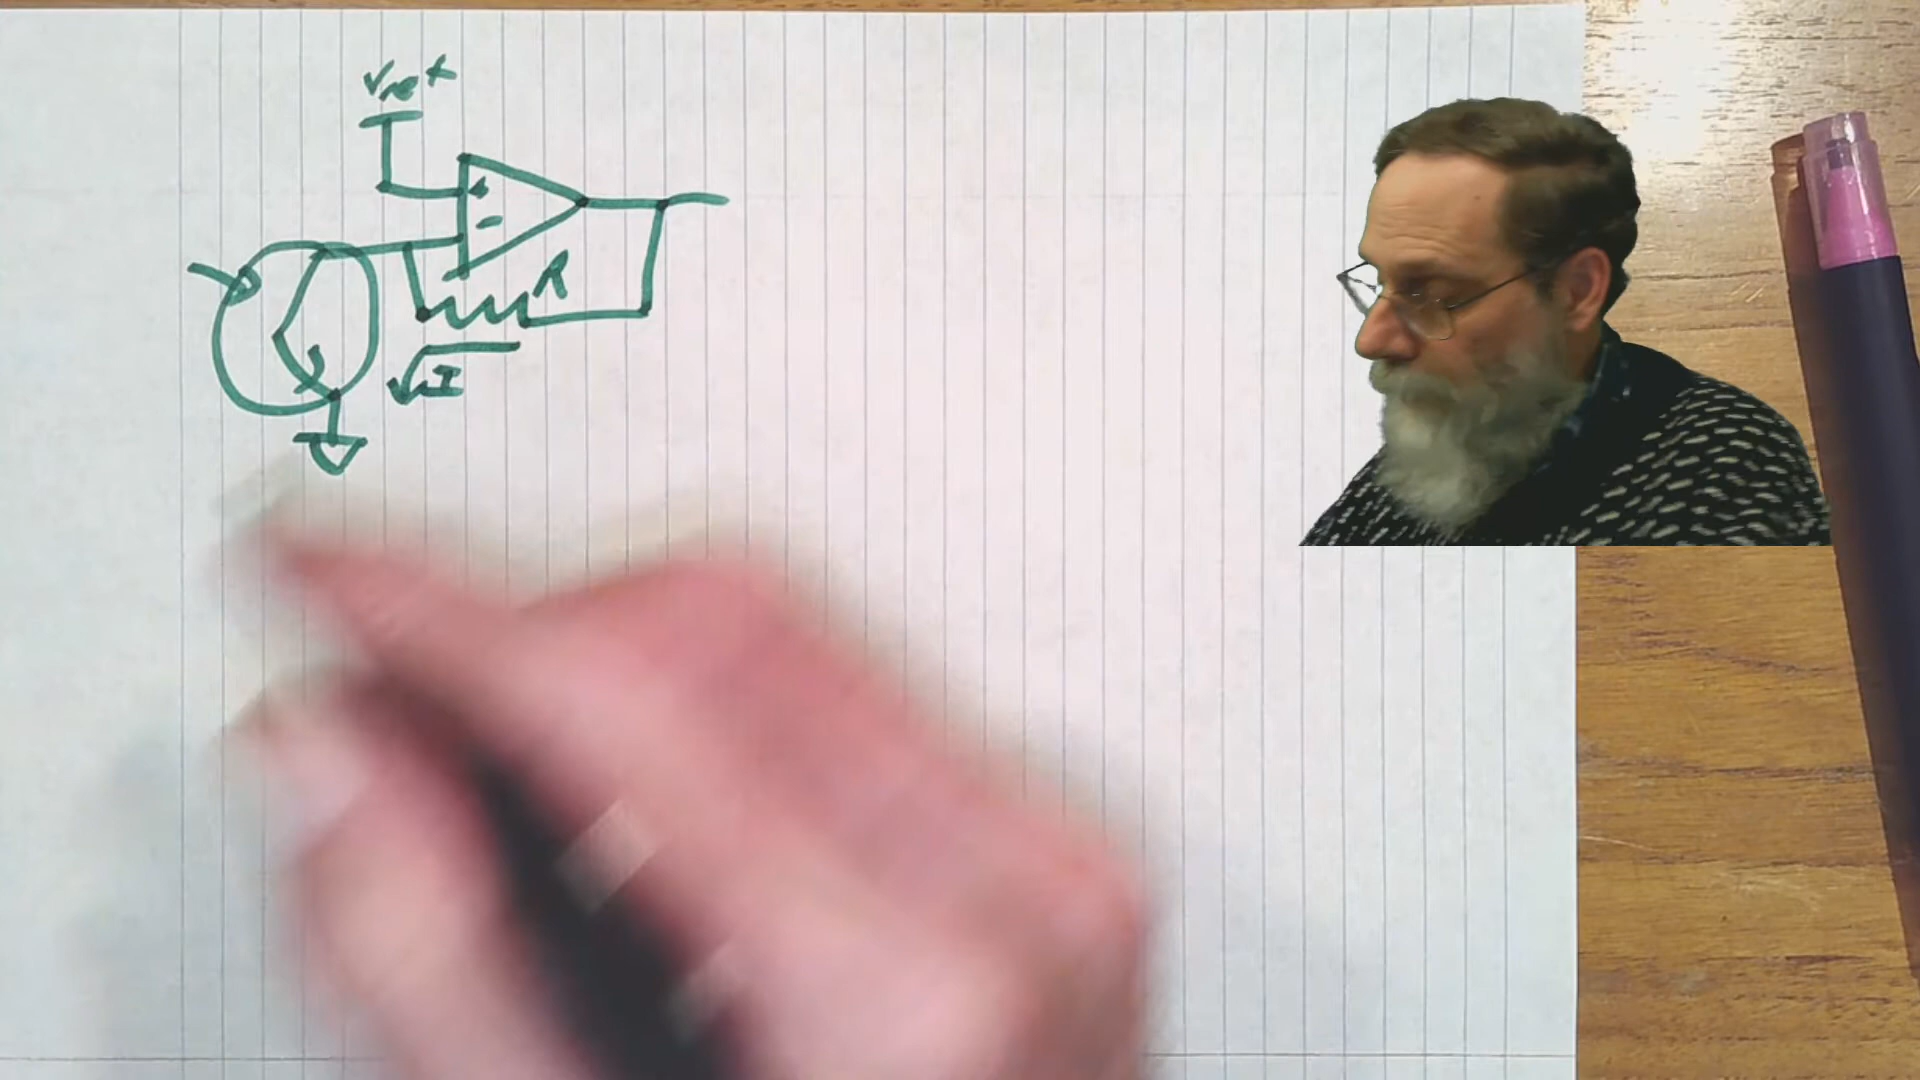 Vref
+
-
R
√I